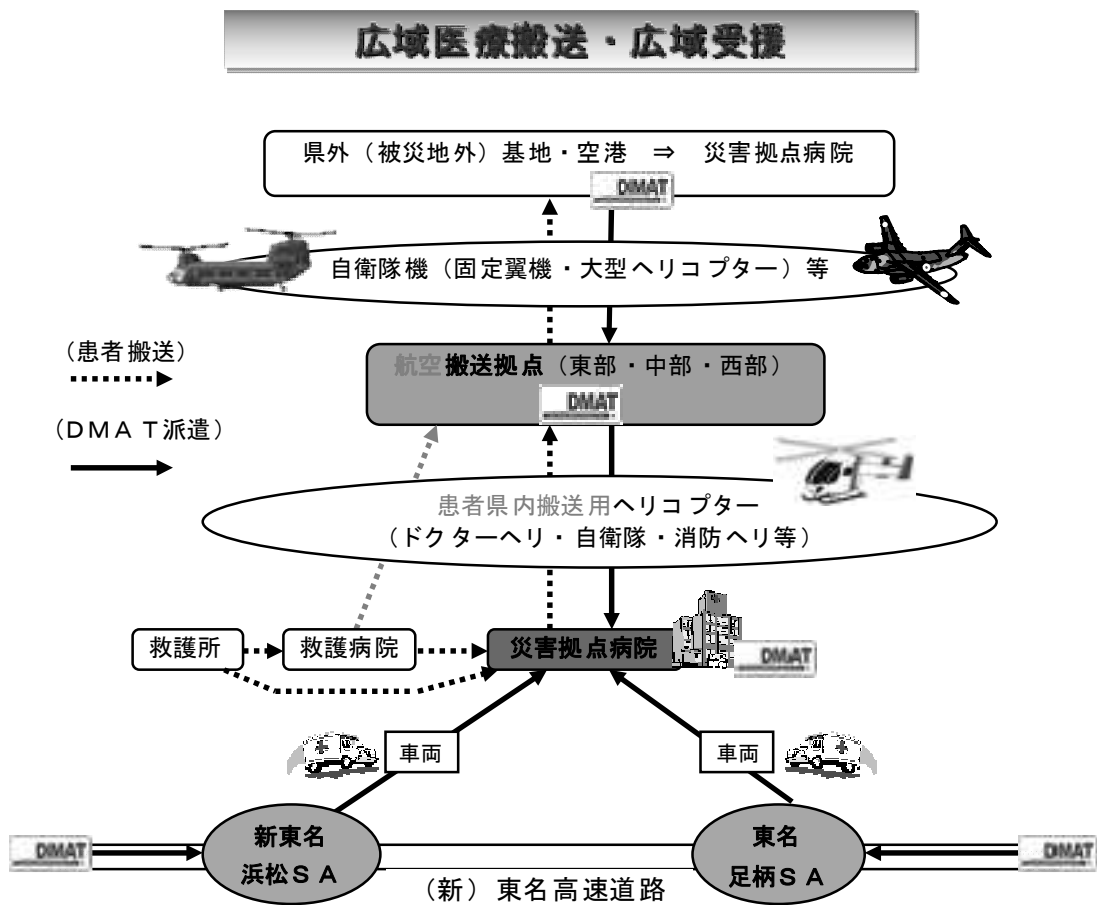 広域医療搬送・広域受援
県外（被災地外）基地・空港　⇒　災害拠点病院
DMAT
自衛隊機（固定翼機・大型ヘリコプター）等
（患者搬送）
航空搬送拠点（東部・中部・西部）
DMAT
（DMAT派遣）
患者県内搬送用ヘリコプター
（ドクターヘリ・自衛隊・消防ヘリ等）
救護所
救護病院
災害拠点病院
DMAT
車両
車両
新東名
浜松SA
東名
足柄SA
DMAT
DMAT
（新）東名高速道路